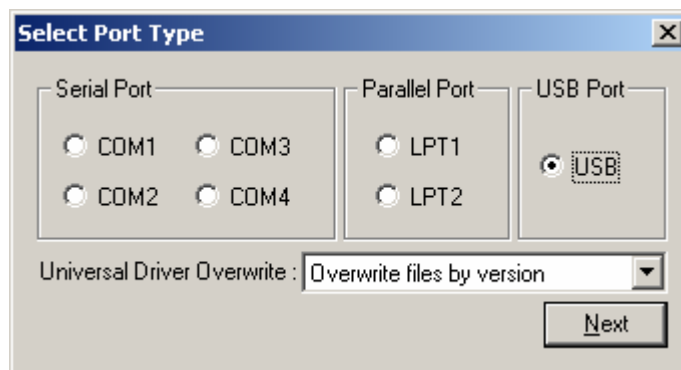 Select Port Type
Serial Port Parallel Port USB Port
COM1 COM3 LPT1 USB
COM2 COM4 LPT2
Universal Driver Overwrite : Overwrite files by version
Next